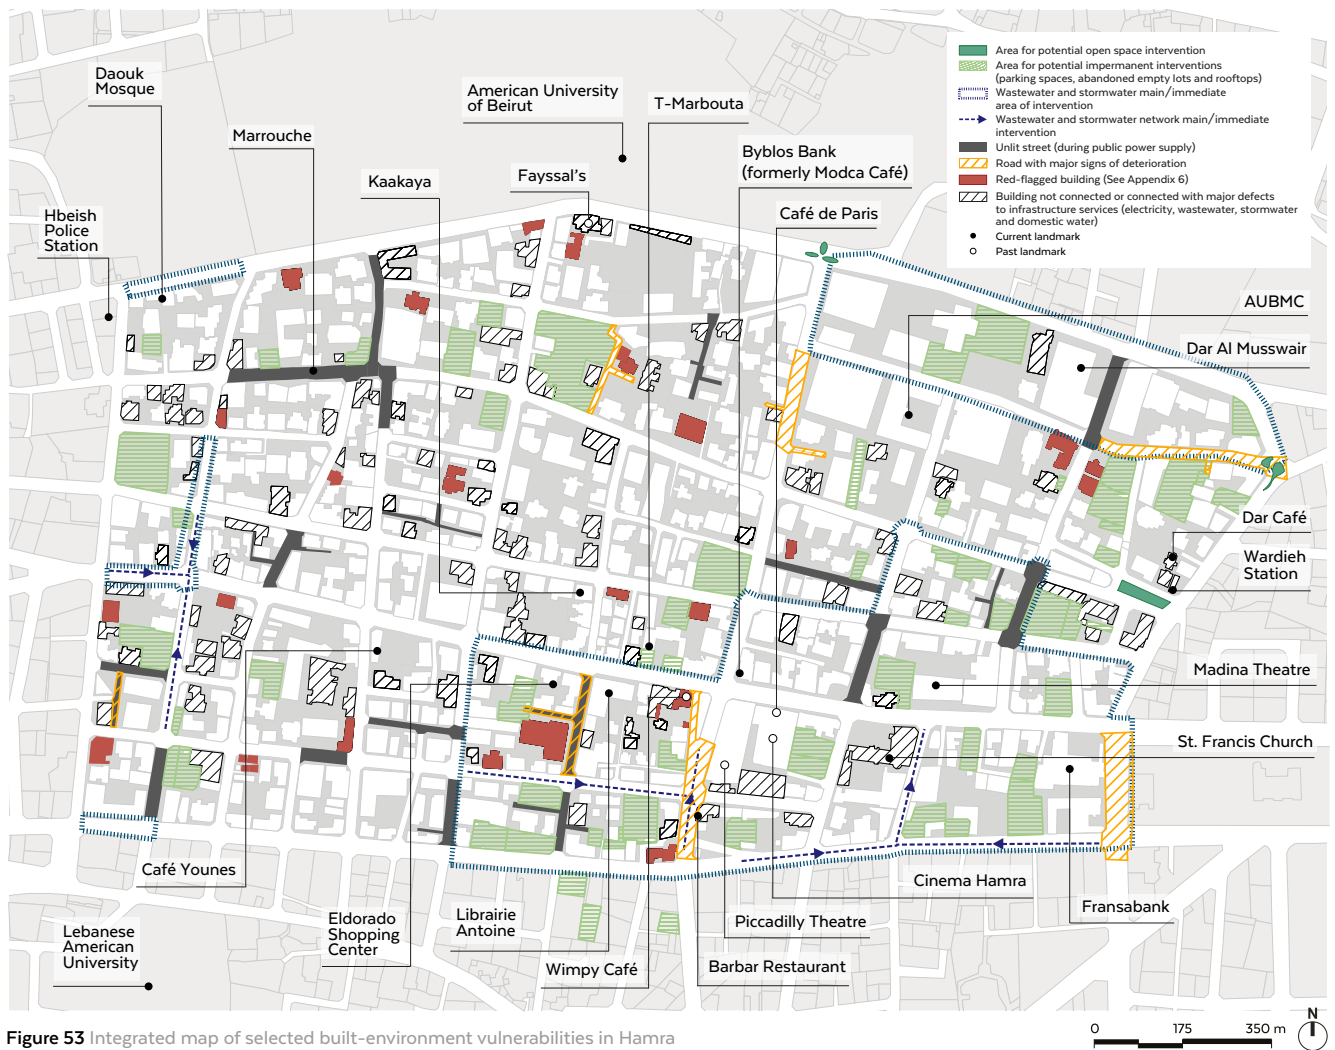 Area for potential open space intervention
Area for potential impermanent interventions
(parking spaces, abandoned empty lots and rooftops)
Wastewater and stormwater main/immediate
area of intervention
Wastewater and stormwater network main/immediate
intervention
Unlit street (during public power supply)
Road with major signs of deterioration
Red-flagged building (See Appendix 6)
Building not connected or connected with major defects
to infrastructure services (electricity, wastewater, stormwater
and domestic water)
Current landmark
Past landmark
Daouk
Mosque
American University
of Beirut
T-Marbouta
Marrouche
Byblos Bank
(formerly Modca Café)
Kaakaya
Fayssal's
Café de Paris
Hbeish
Police
Station
AUBMC
Dar Al Musswair
Dar Café
Wardieh
Station
Madina Theatre
St. Francis Church
Café Younes
Cinema Hamra
Fransabank
Eldorado
Shopping
Center
Librairie
Antoine
Piccadilly Theatre
Lebanese
American
University
Wimpy Café
Barbar Restaurant
N
0 175 350 m
Figure 53 Integrated map of selected built-environment vulnerabilities in Hamra